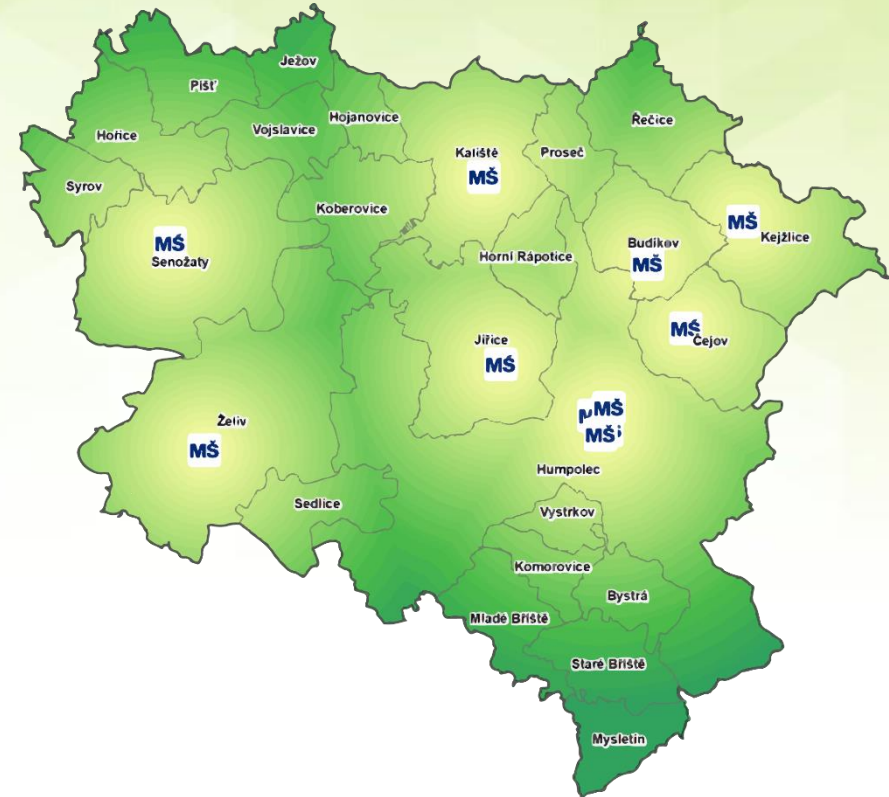 Ježov
Píšť
Hojanovice
Řečice
Vojslavice
Hořice
Kaliště
Proseč
MŠ
Syrov
Koberovice
MŠ
Kejžlice
MŠ
Senožaty
Budíkov
MŠ
Horní Rápotice
MŠ
Čejov
Jiřice
MŠ
MŠ
MŠ
Želiv
MŠ
Humpolec
Sedlice
Vystrkov
Komorovice
Bystrá
Mladé Bříště
Staré Bříště
Mysletín